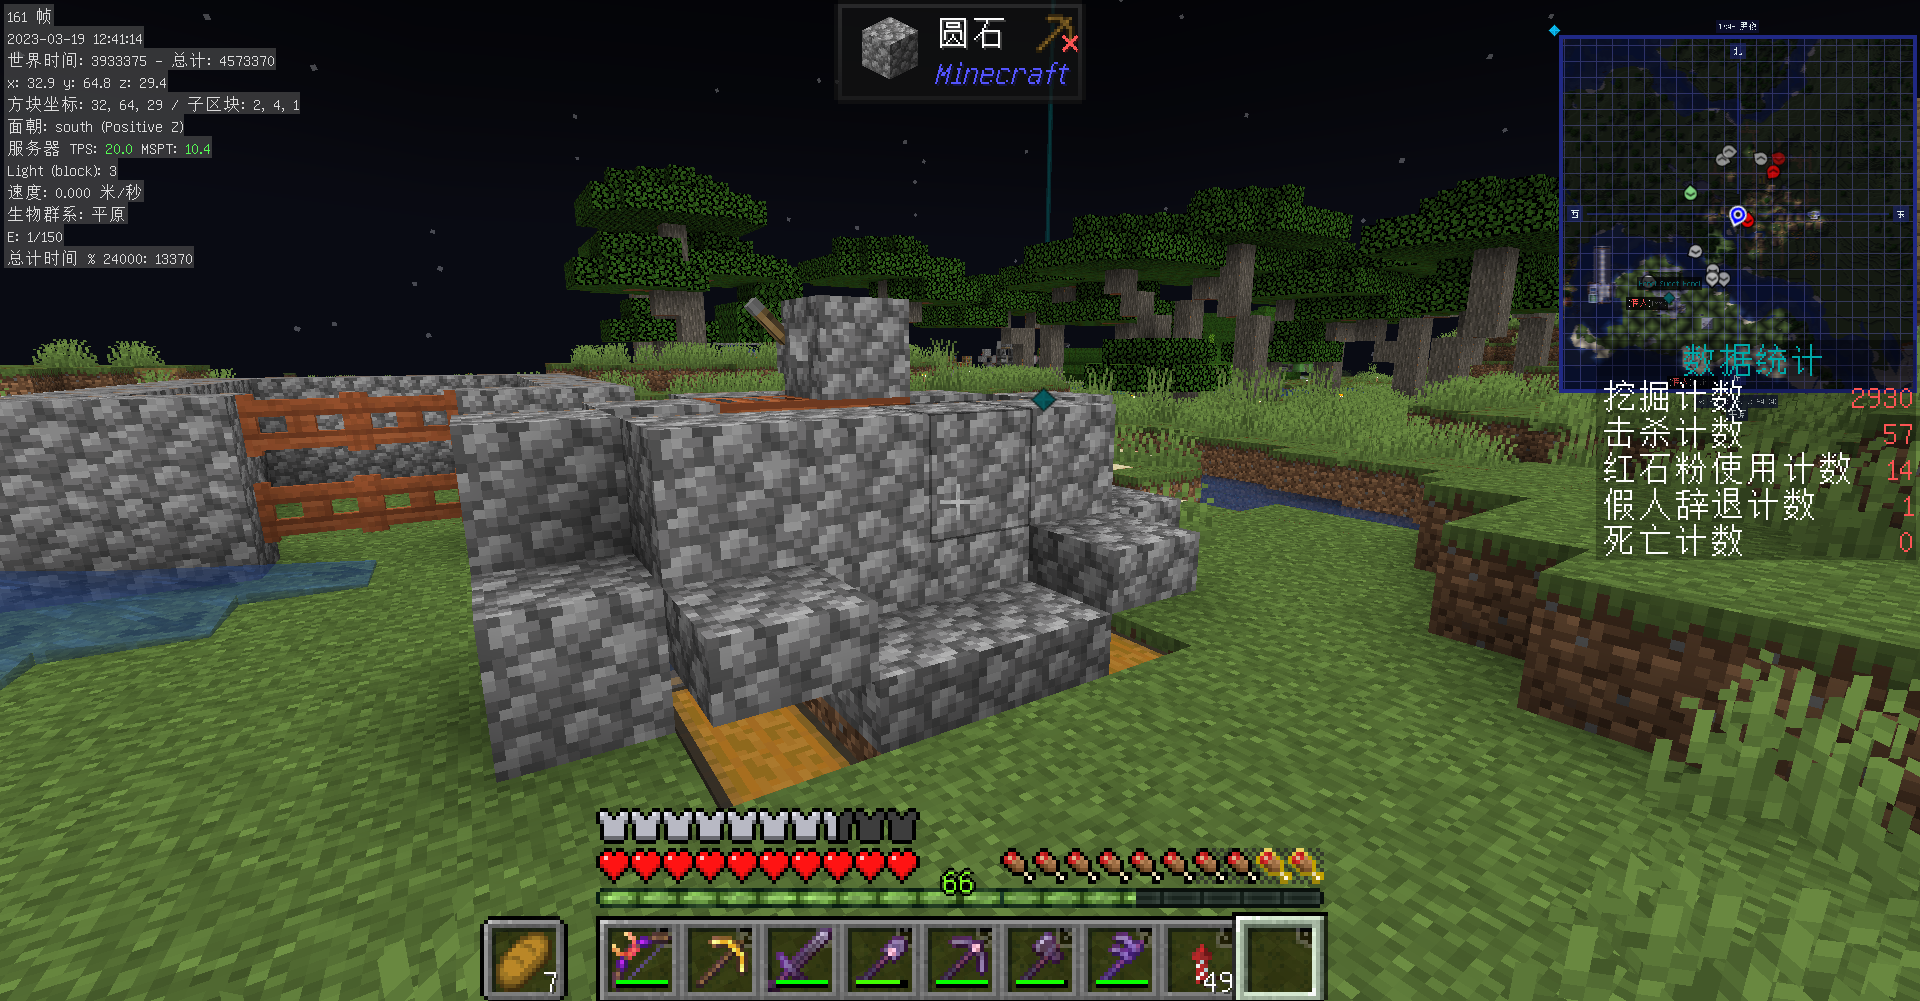 161 帧
2023-03-19 12:41:14
世界时间: 3933375 - 总计: 4573370
x: 32.9 y: 64.8 z: 29.4
方块坐标: 32, 64, 29 / 子区块: 2, 4, 1
面朝: south (Positive Z)
服务器 TPS: 20.0 MSPT: 10.4
Light (block): 3
速度: 0.000 米/秒
生物群系: 平原
E: 1/150
总计时间 % 24000: 13370
圆石
Minecraft
北
西
东
数据统计
挖掘计数 2930
击杀计数 57
红石粉使用计数 14
假人辞退计数 1
死亡计数 0
66
7
49